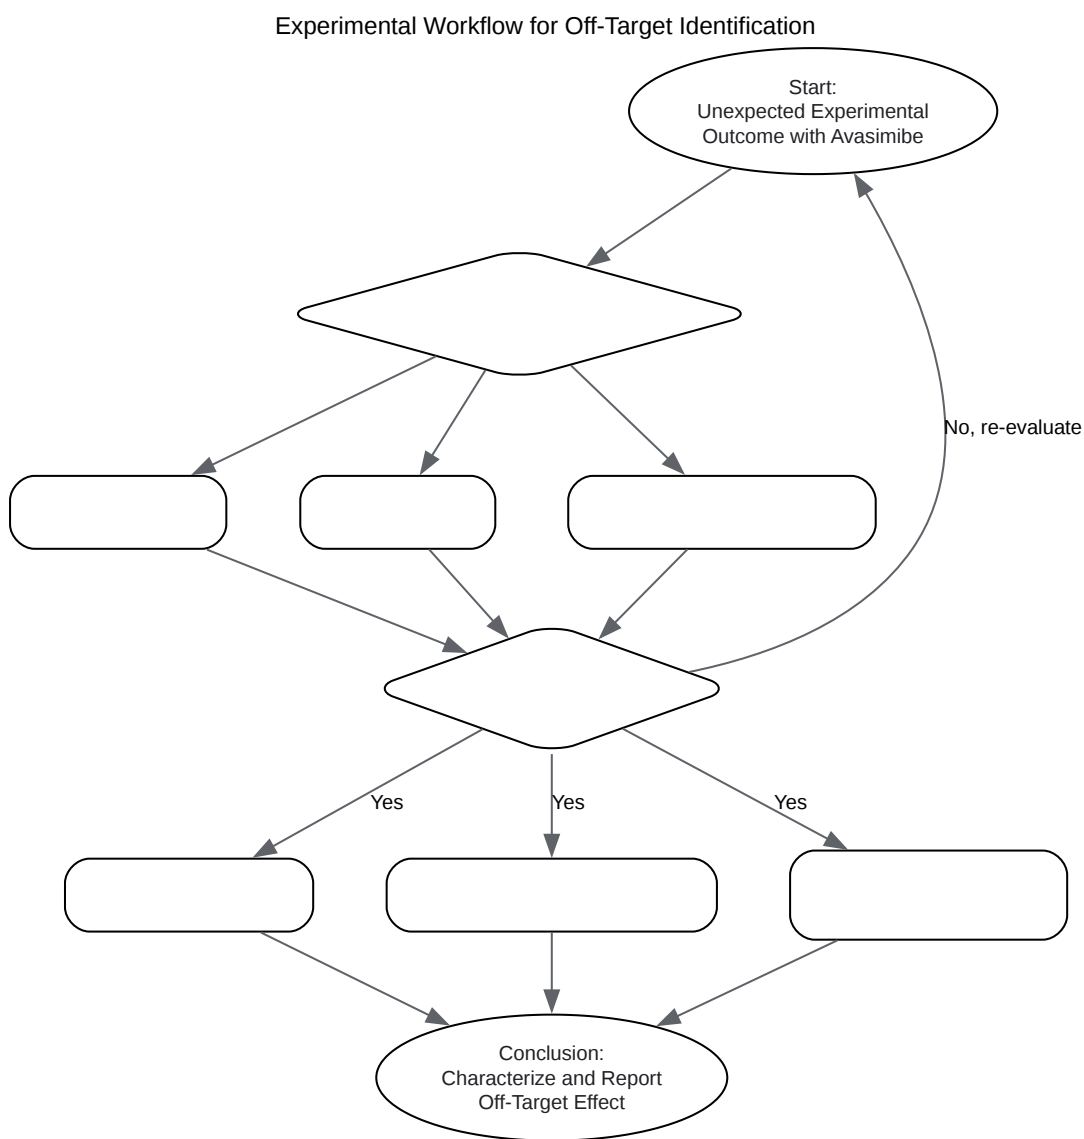 Experimental Workflow for Off-Target Identification
Start:
Unexpected Experimental
Outcome with Avasimibe
No, re-evaluate
Yes
Yes
Yes
Conclusion:
Characterize and Report
Off-Target Effect